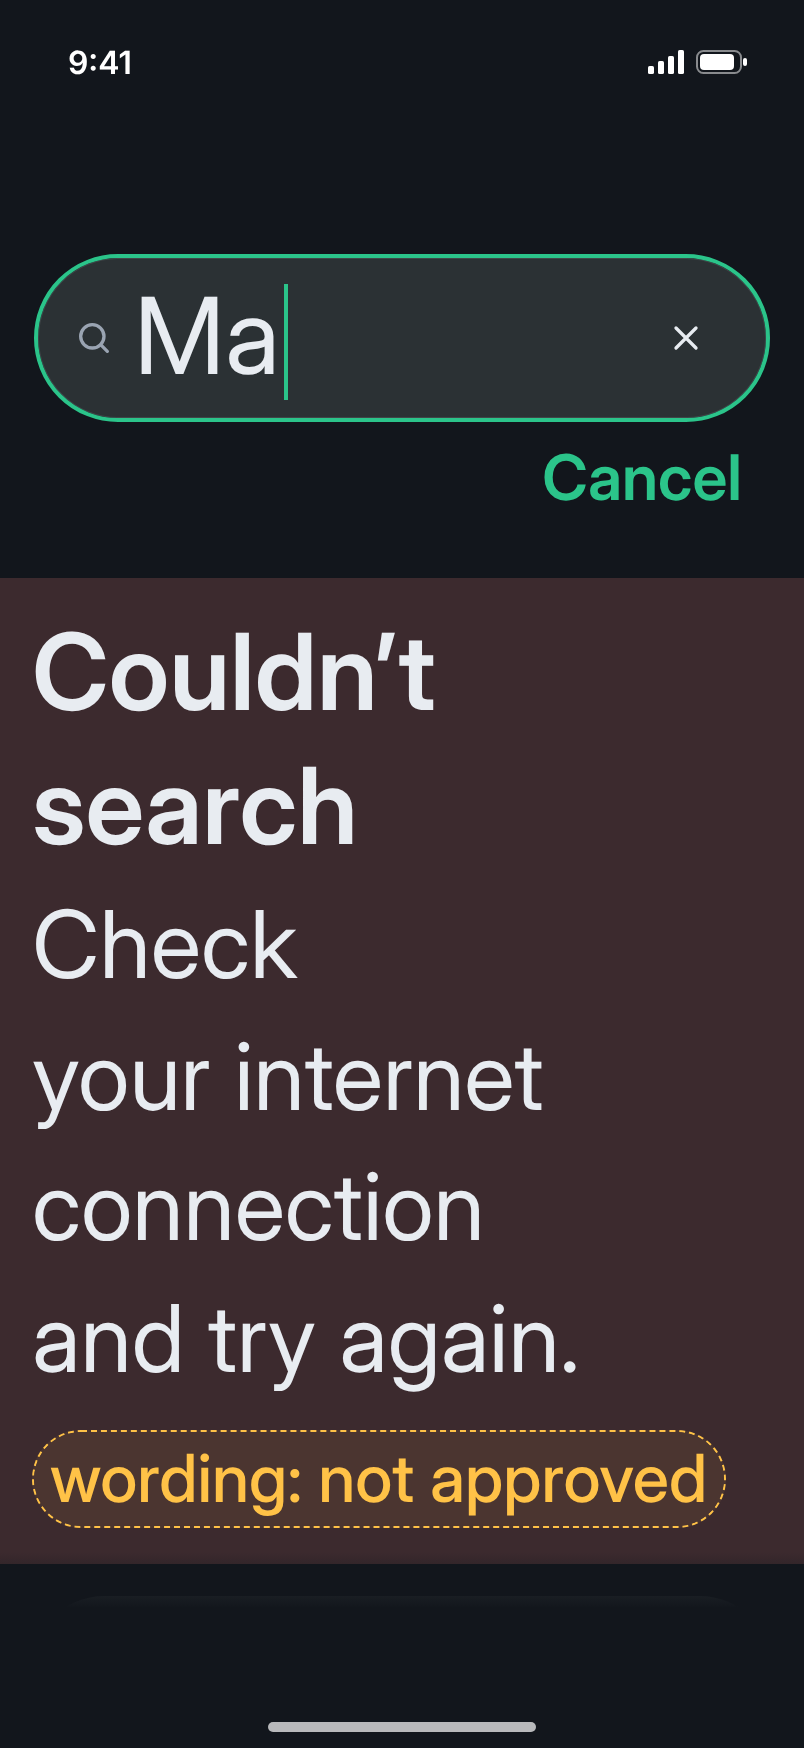 9:41
Ma
Cancel
Couldn’t
search
Check
your internet
connection
and try again.
wording: not approved